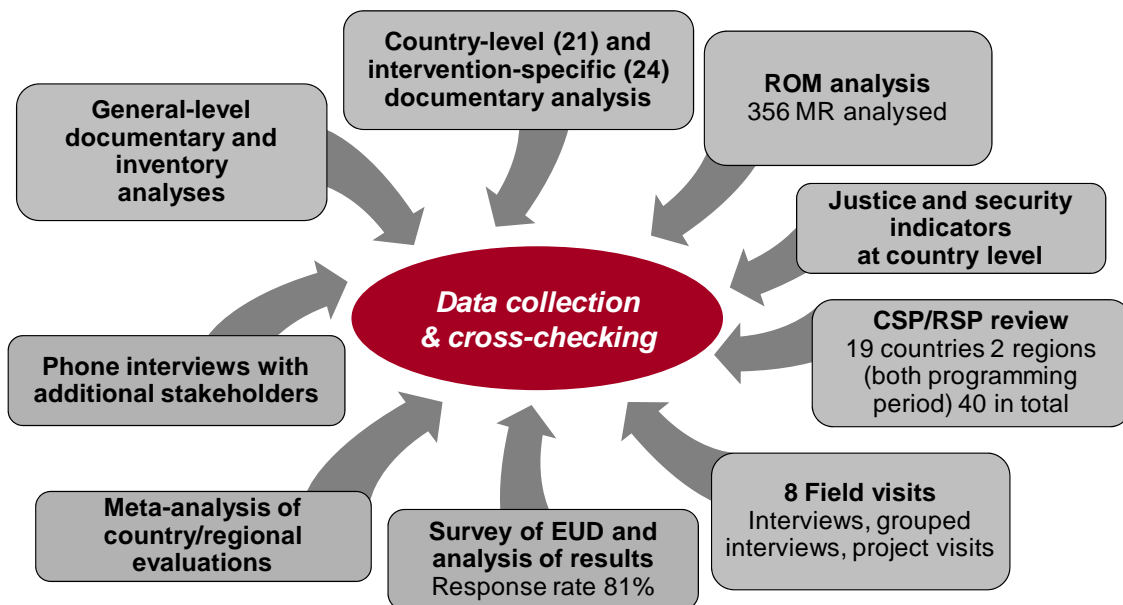 Country-level (21) and
intervention-specific (24)
documentary analysis
ROM analysis
356 MR analysed
General-level
documentary and
inventory
analyses
Justice and security
indicators
at country level
Data collection
& cross-checking
CSP/RSP review
19 countries 2 regions
(both programming
period) 40 in total
Phone interviews with
additional stakeholders
8 Field visits
Interviews, grouped
interviews, project visits
Meta-analysis of
country/regional
evaluations
Survey of EUD and
analysis of results
Response rate 81%